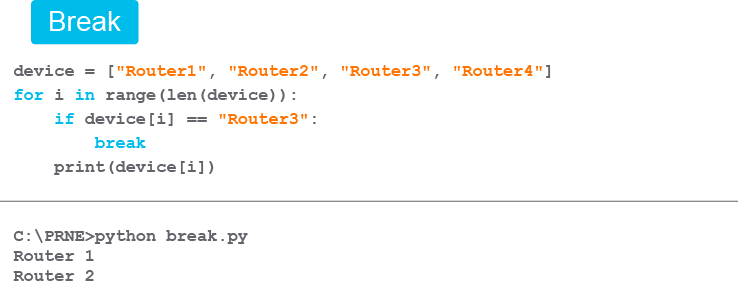 Break
device = ["Router1", "Router2", "Router3", "Router4"]
for i in range(len(device)):
    if device[i] == "Router3":
        break
    print(device[i])
C:\PRNE>python break.py
Router 1
Router 2